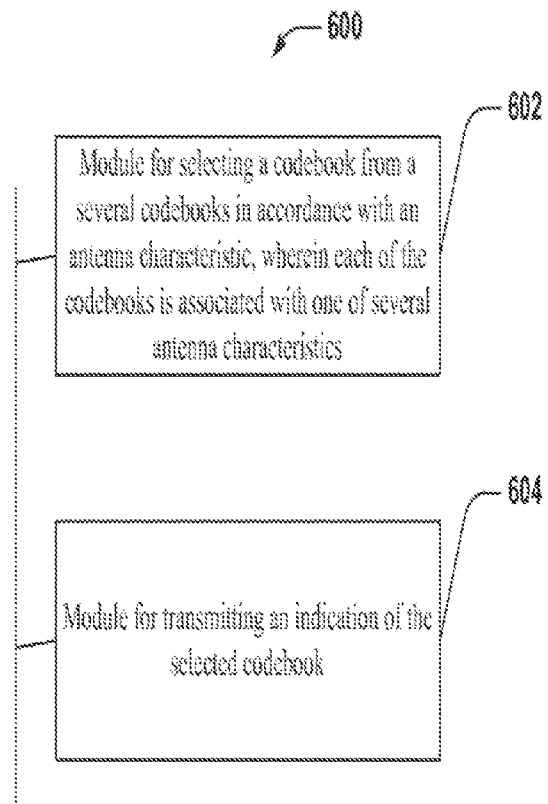 600
602
Module for selecting a codebook from a
several codebooks in accordance with an
antenna characteristic, wherein each of the
codebooks is associated with one of several
antenna characteristics
604
Module for transmitting an indication of the
selected codebook